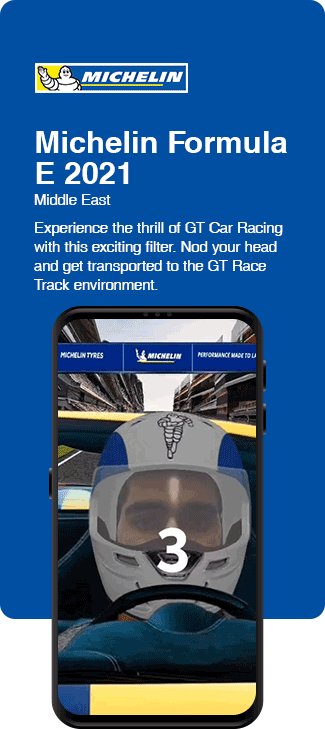 MICHELIN
Michelin Formula
E 2021
Middle East
Experience the thrill of GT Car Racing
with this exciting filter. Nod your head
and get transported to the GT Race
Track environment.
MICHELIN TYRES MICHELIN PERFORMANCE MADE TO LA
3